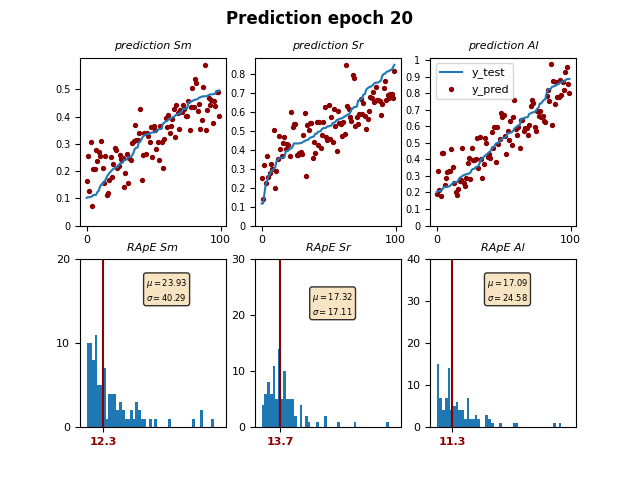 Prediction epoch 20
prediction Sm
prediction Sr
prediction Al
0.5
0.4
0.3
0.2
0.1
0
0 100
0.8
0.7
0.6
0.5
0.4
0.3
0.2
0.1
0
0 100
1
0.9
0.8
0.7
0.6
0.5
0.4
0.3
0.2
0.1
0
0 100
y_test
y_pred
RApE Sm
RApE Sr
RApE Al
20
10
0
μ = 23.93
σ = 40.29
12.3
30
20
10
0
μ = 17.32
σ = 17.11
13.7
40
30
20
10
0
μ = 17.09
σ = 24.58
11.3